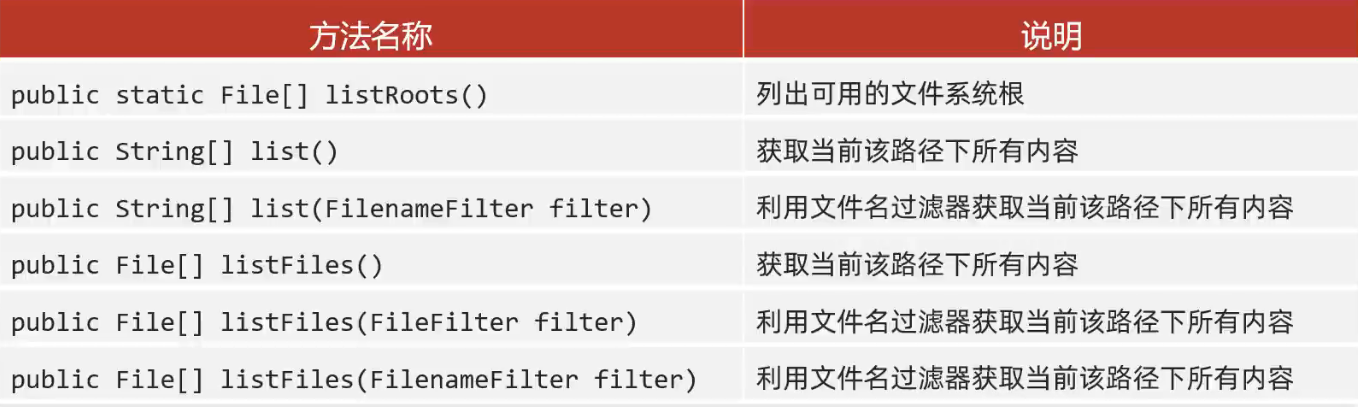 方法名称 说明
public static File[] listRoots() 列出可用的文件系统根
public String[] list() 获取当前该路径下所有内容
public String[] list(FilenameFilter filter) 利用文件名过滤器获取当前该路径下所有内容
public File[] listFiles() 获取当前该路径下所有内容
public File[] listFiles(FileFilter filter) 利用文件名过滤器获取当前该路径下所有内容
public File[] listFiles(FilenameFilter filter) 利用文件名过滤器获取当前该路径下所有内容